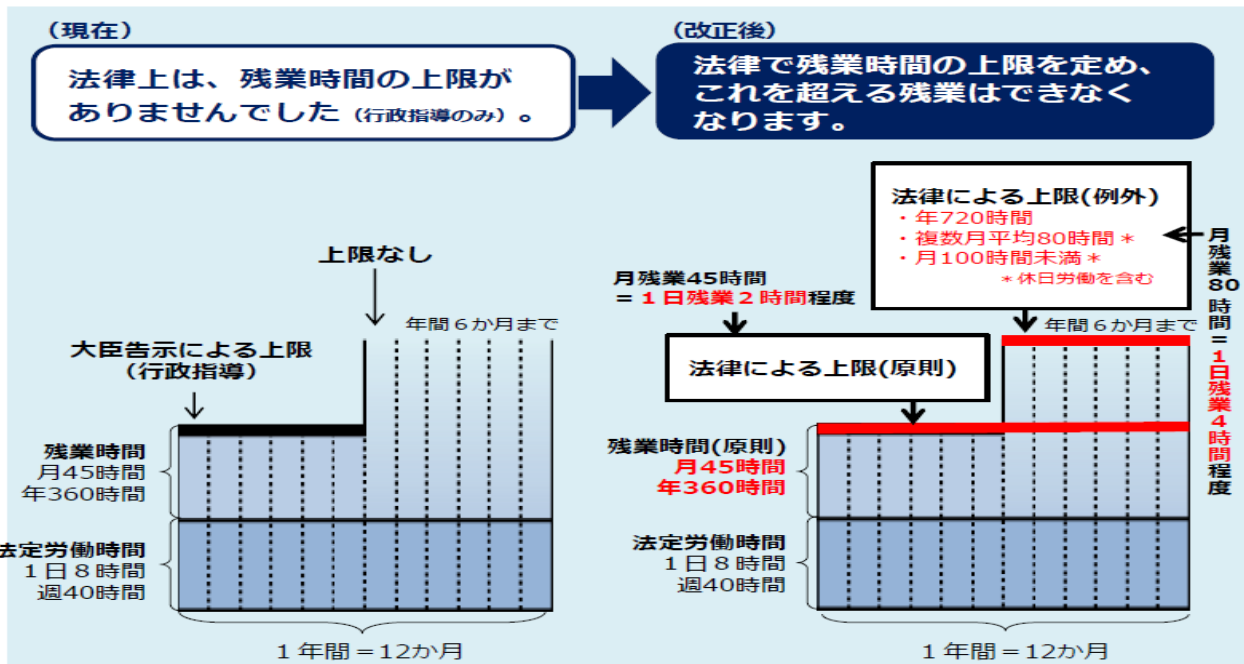 (現在)
法律上は、残業時間の上限が
ありませんでした(行政指導のみ)。
(改正後)
法律で残業時間の上限を定め、
これを超える残業はできなく
なります。
上限なし
年間6か月まで
大臣告示による上限
(行政指導)
残業時間
月45時間
年360時間
法定労働時間
1日8時間
週40時間
1年間=12か月
法律による上限(例外)
・年720時間
・複数月平均80時間*
・月100時間未満*
*休日労働を含む
月残業80時間=1日残業4時間程度
月残業45時間
=1日残業2時間程度
年間6か月まで
法律による上限(原則)
残業時間(原則)
月45時間
年360時間
法定労働時間
1日8時間
週40時間
1年間=12か月